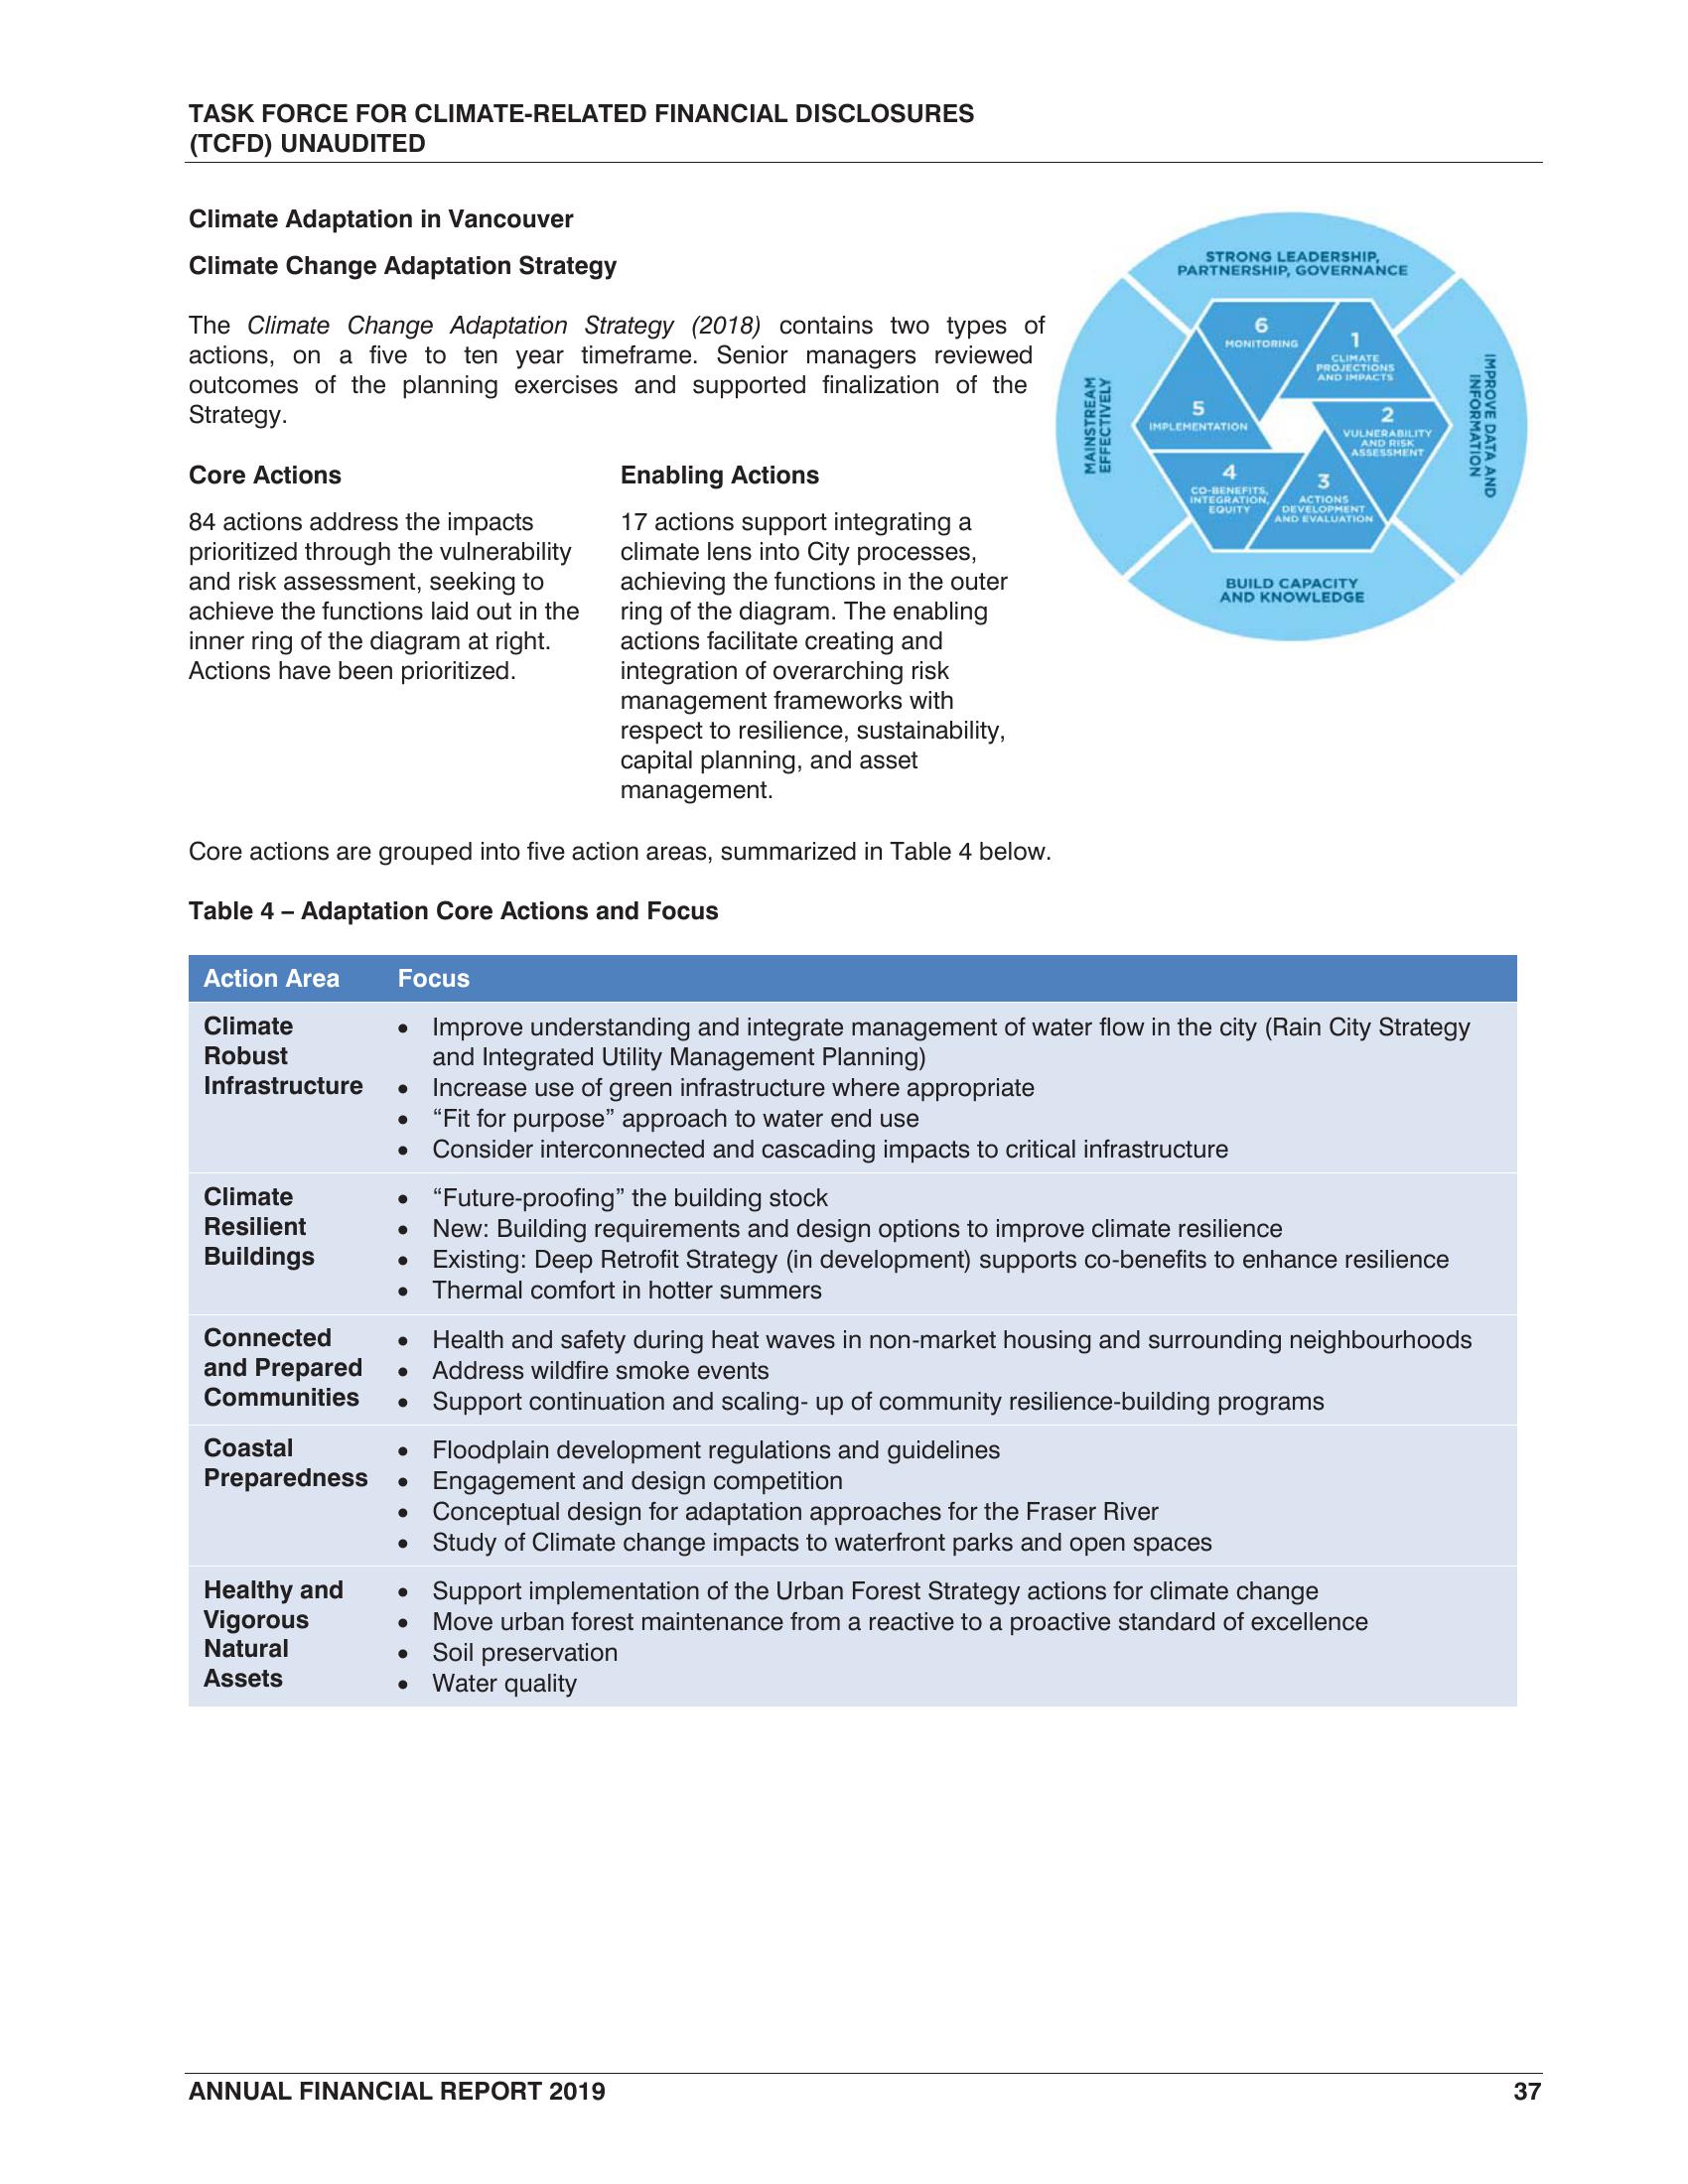 TASK FORCE FOR CLIMATE-RELATED FINANCIAL DISCLOSURES
(TCFD) UNAUDITED
Climate Adaptation in Vancouver
Climate Change Adaptation Strategy
The Climate Change Adaptation Strategy (2018) contains two types of
actions, on a five to ten year timeframe. Senior managers reviewed
outcomes of the planning exercises and supported finalization of the
Strategy.
Core Actions
84 actions address the impacts
prioritized through the vulnerability
and risk assessment, seeking to
achieve the functions laid out in the
inner ring of the diagram at right.
Actions have been prioritized.
Enabling Actions
17 actions support integrating a
climate lens into City processes,
achieving the functions in the outer
ring of the diagram. The enabling
actions facilitate creating and
integration of overarching risk
management frameworks with
respect to resilience, sustainability,
capital planning, and asset
management.
STRONG LEADERSHIP,
PARTNERSHIP, GOVERNANCE
IMPROVE DATA AND
INFORMATION
BUILD CAPACITY
AND KNOWLEDGE
MAINSTREAM
EFFECTIVELY
1
CLIMATE
PROJECTIONS
AND IMPACTS
2
VULNERABILITY
AND RISK
ASSESSMENT
3
ACTIONS
DEVELOPMENT
AND EVALUATION
4
CO-BENEFITS,
INTEGRATION,
EQUITY
5
IMPLEMENTATION
6
MONITORING
Core actions are grouped into five action areas, summarized in Table 4 below.
Table 4 – Adaptation Core Actions and Focus
Action Area Focus
Climate
Robust
Infrastructure
• Improve understanding and integrate management of water flow in the city (Rain City Strategy
and Integrated Utility Management Planning)
• Increase use of green infrastructure where appropriate
• “Fit for purpose” approach to water end use
• Consider interconnected and cascading impacts to critical infrastructure
Climate
Resilient
Buildings
• “Future-proofing” the building stock
• New: Building requirements and design options to improve climate resilience
• Existing: Deep Retrofit Strategy (in development) supports co-benefits to enhance resilience
• Thermal comfort in hotter summers
Connected
and Prepared
Communities
• Health and safety during heat waves in non-market housing and surrounding neighbourhoods
• Address wildfire smoke events
• Support continuation and scaling- up of community resilience-building programs
Coastal
Preparedness
• Floodplain development regulations and guidelines
• Engagement and design competition
• Conceptual design for adaptation approaches for the Fraser River
• Study of Climate change impacts to waterfront parks and open spaces
Healthy and
Vigorous
Natural
Assets
• Support implementation of the Urban Forest Strategy actions for climate change
• Move urban forest maintenance from a reactive to a proactive standard of excellence
• Soil preservation
• Water quality
ANNUAL FINANCIAL REPORT 2019 37